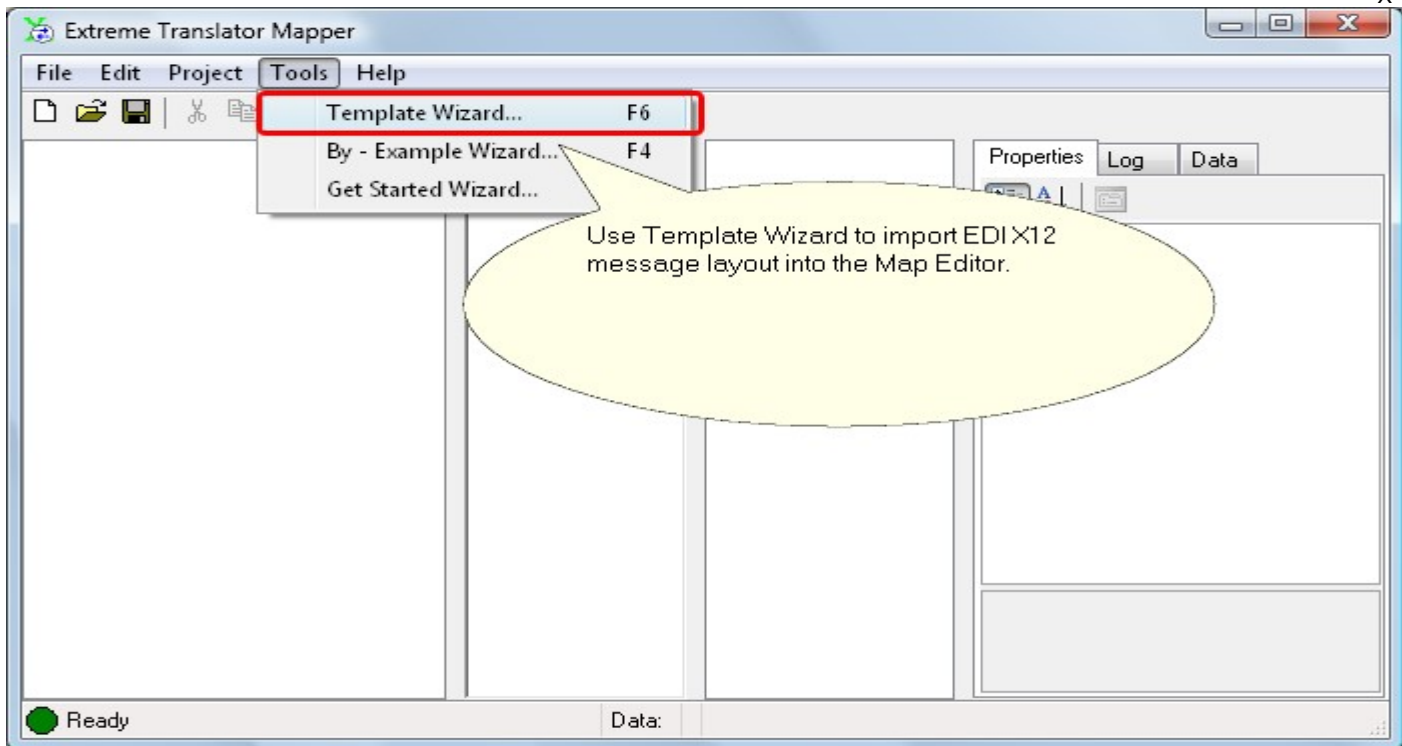 x
Extreme Translator Mapper
File Edit Project Tools Help
Template Wizard... F6
By - Example Wizard... F4
Get Started Wizard...
Properties Log Data
Use Template Wizard to import EDI X12
message layout into the Map Editor.
Ready Data: